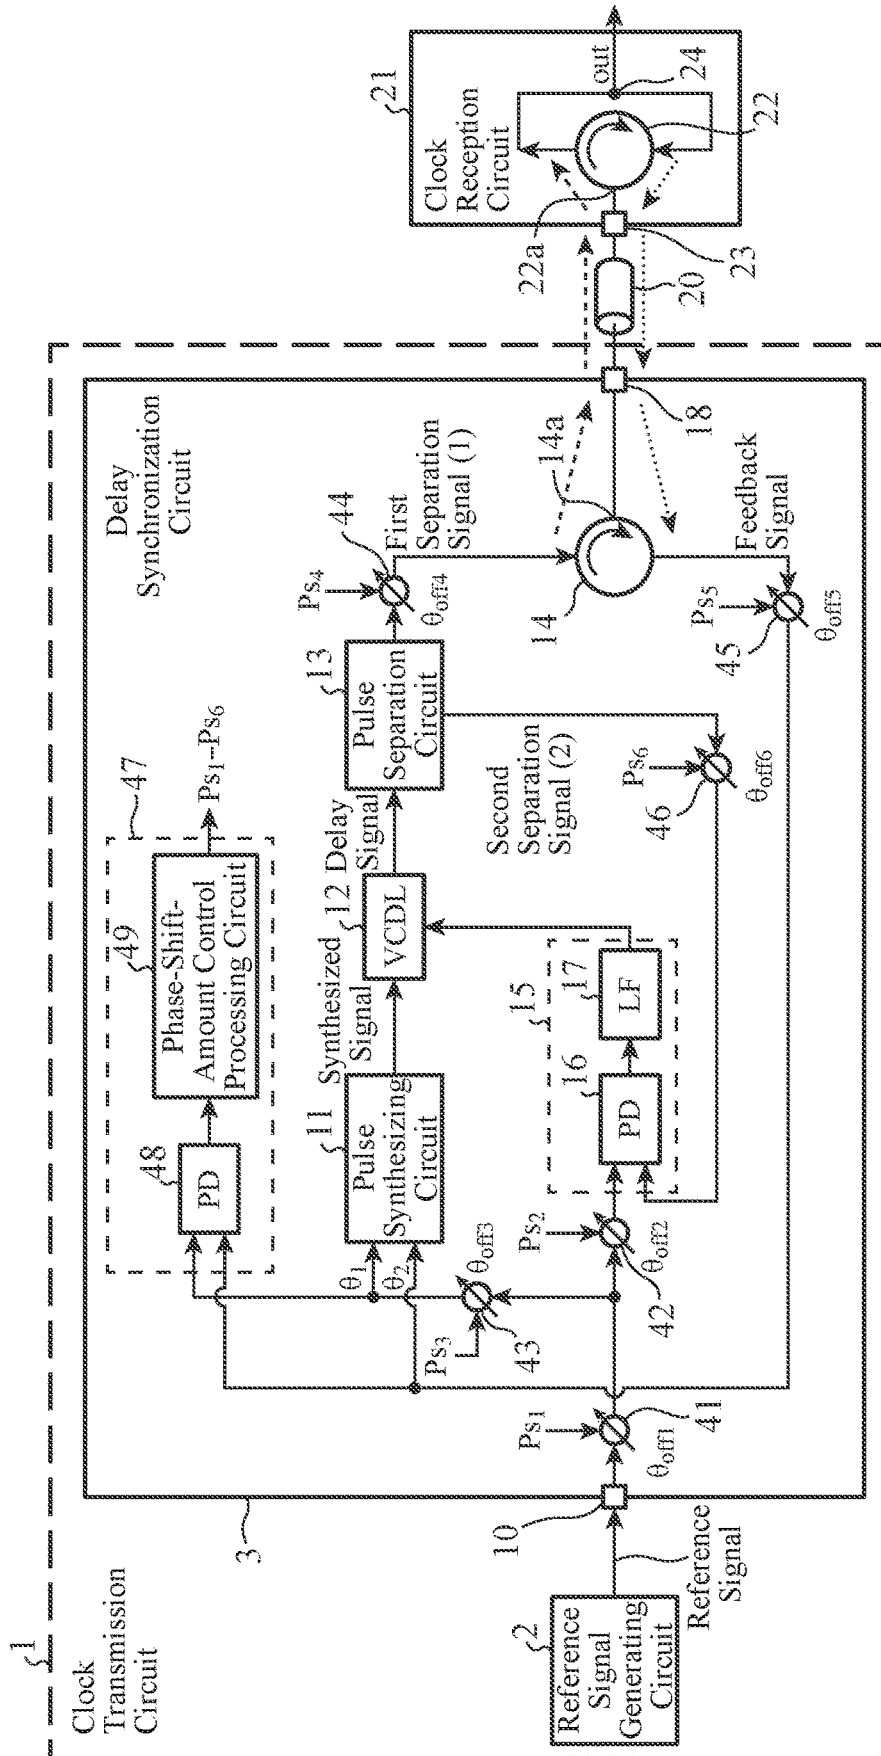 1
Clock
Transmission
Circuit
2
Reference
Signal
Generating
Circuit
Reference
Signal
3
10
Delay
Synchronization
Circuit
47
48
PD
49
Phase-Shift-
Amount Control
Processing Circuit
Ps1–Ps6
θ1
θ2
11
Pulse
Synthesizing
Circuit
Synthesized
Signal
12
VCDL
Delay
Signal
13
Pulse
Separation
Circuit
Ps4
44
θoff4
First
Separation
Signal (1)
Ps3
43
θoff3
Ps1
41
θoff1
Ps2
42
θoff2
15
16
PD
17
LF
Second
Separation
Signal (2)
Ps6
46
θoff6
14
14a
18
Feedback
Signal
Ps5
45
θoff5
20
21
Clock
Reception
Circuit
22a
23
22
24
out